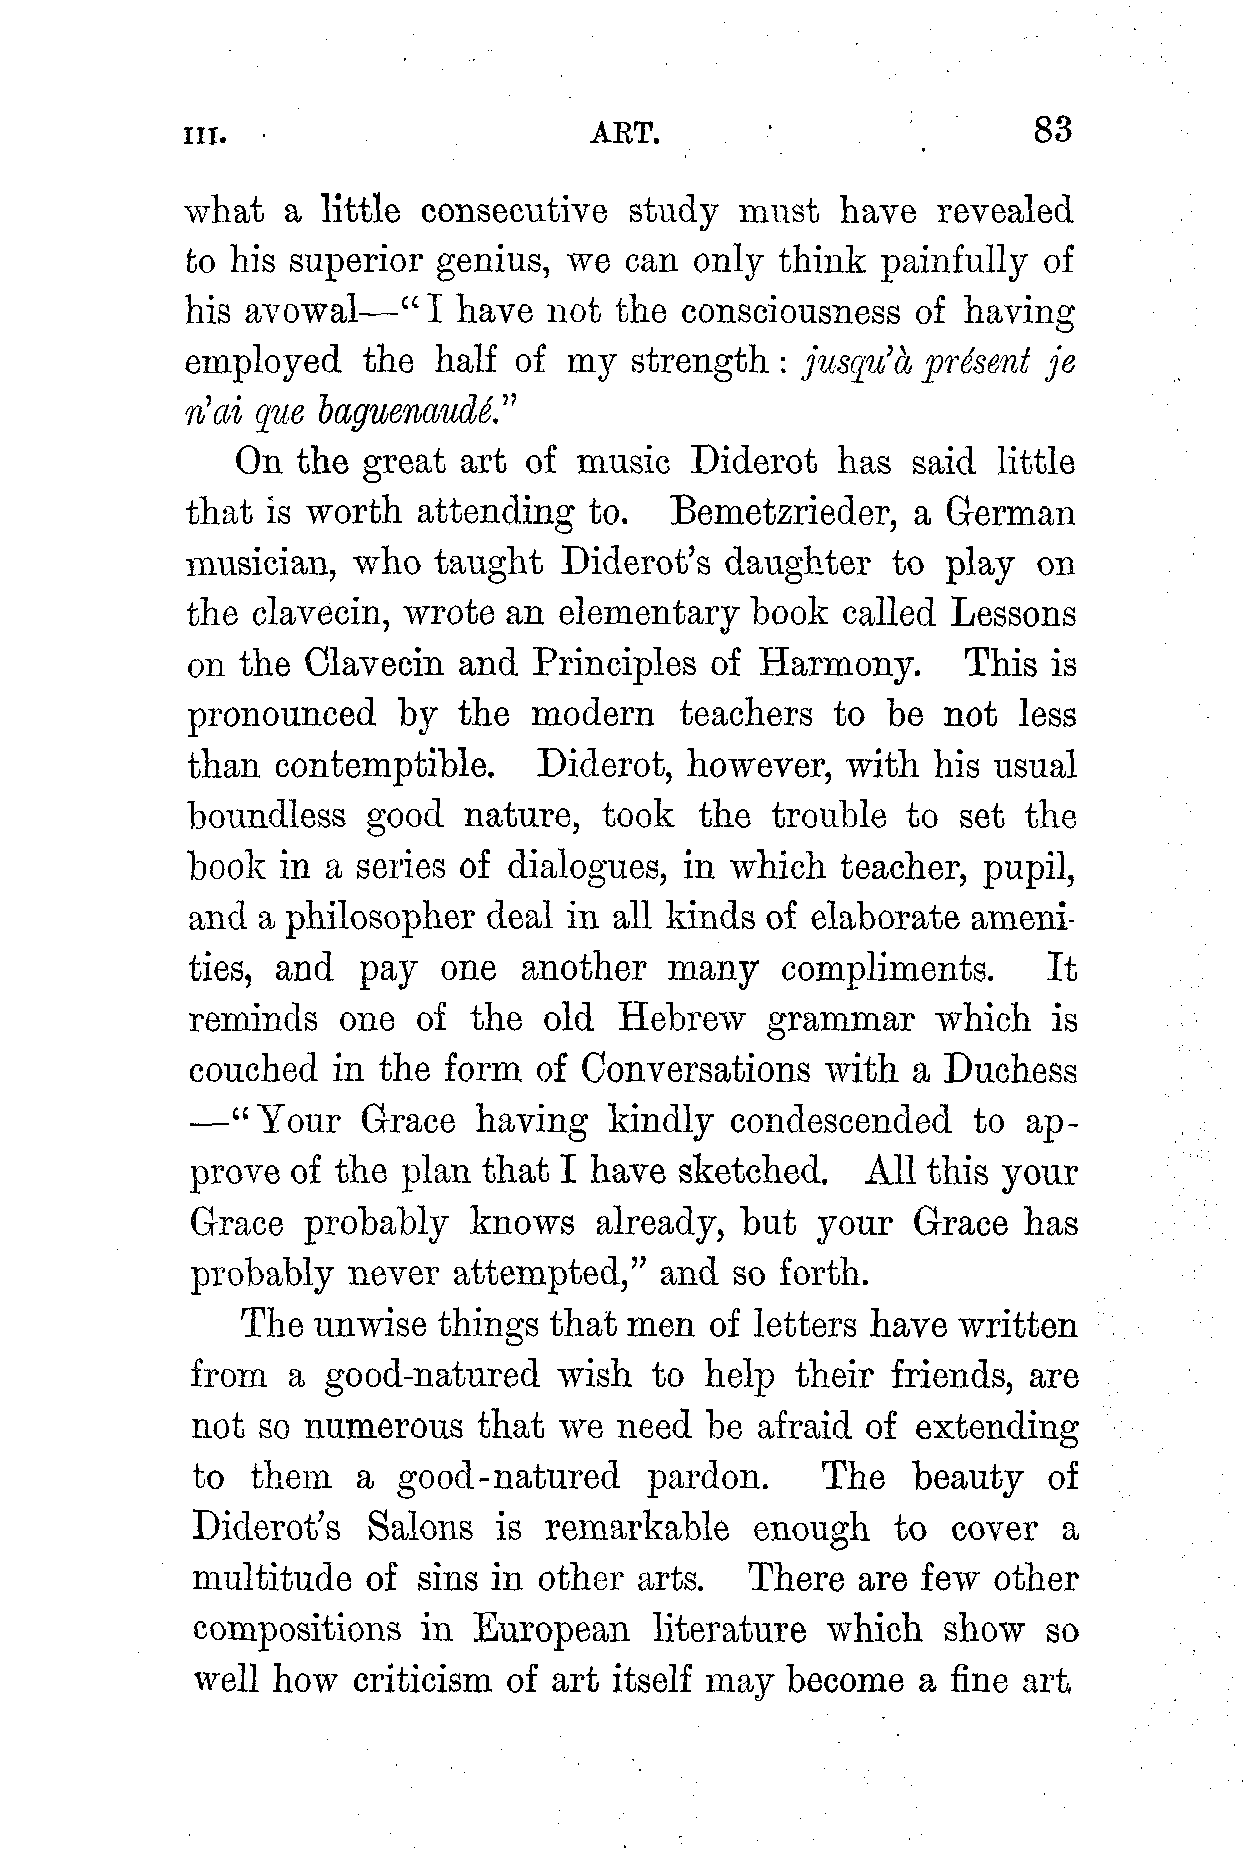 III. ART. 83
what a little consecutive study must have revealed
to his superior genius, we can only think painfully of
his avowal—"I have not the consciousness of having
employed the half of my strength: jusqu'à présent je
n'ai que baguenaudé."
On the great art of music Diderot has said little
that is worth attending to. Bemetzrieder, a German
musician, who taught Diderot's daughter to play on
the clavecin, wrote an elementary book called Lessons
on the Clavecin and Principles of Harmony. This is
pronounced by the modern teachers to be not less
than contemptible. Diderot, however, with his usual
boundless good nature, took the trouble to set the
book in a series of dialogues, in which teacher, pupil,
and a philosopher deal in all kinds of elaborate ameni-
ties, and pay one another many compliments. It
reminds one of the old Hebrew grammar which is
couched in the form of Conversations with a Duchess
—"Your Grace having kindly condescended to ap-
prove of the plan that I have sketched. All this your
Grace probably knows already, but your Grace has
probably never attempted," and so forth.
The unwise things that men of letters have written
from a good-natured wish to help their friends, are
not so numerous that we need be afraid of extending
to them a good-natured pardon. The beauty of
Diderot's Salons is remarkable enough to cover a
multitude of sins in other arts. There are few other
compositions in European literature which show so
well how criticism of art itself may become a fine art